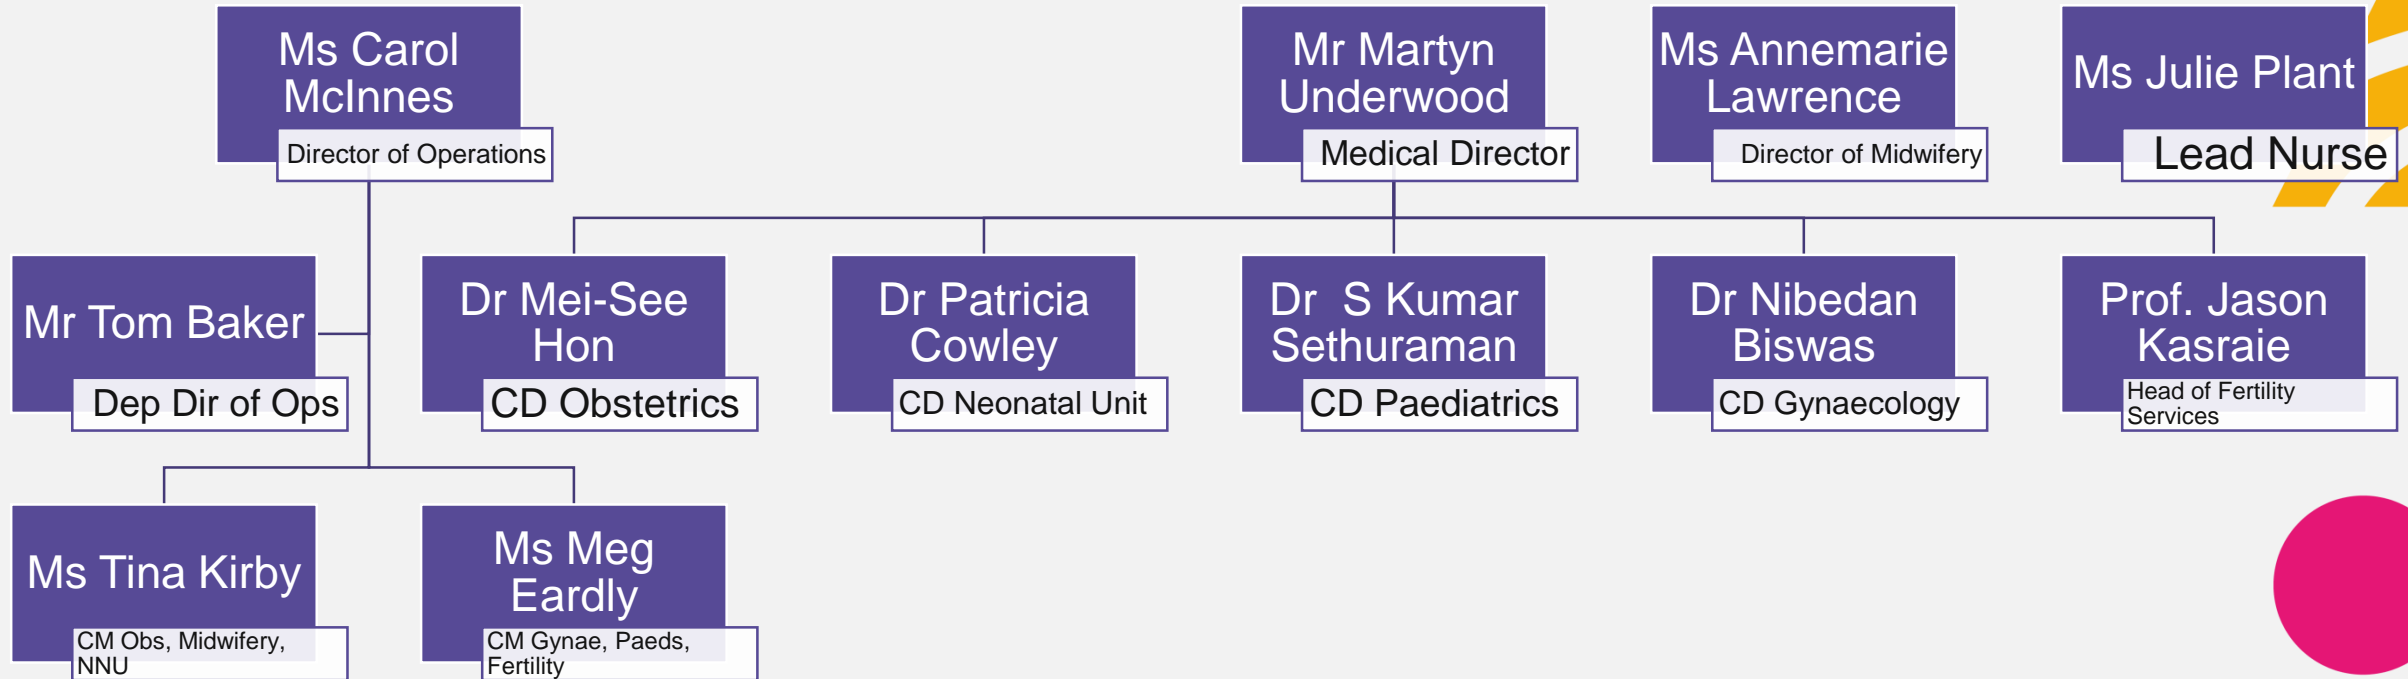 Ms Carol
McInnes
Director of Operations
Mr Martyn
Underwood
Medical Director
Ms Annemarie
Lawrence
Director of Midwifery
Ms Julie Plant
Lead Nurse
Mr Tom Baker
Dep Dir of Ops
Dr Mei-See
Hon
CD Obstetrics
Dr Patricia
Cowley
CD Neonatal Unit
Dr S Kumar
Sethuraman
CD Paediatrics
Dr Nibedan
Biswas
CD Gynaecology
Prof. Jason
Kasraie
Head of Fertility
Services
Ms Tina Kirby
CM Obs, Midwifery,
NNU
Ms Meg
Eardly
CM Gynae, Paeds,
Fertility